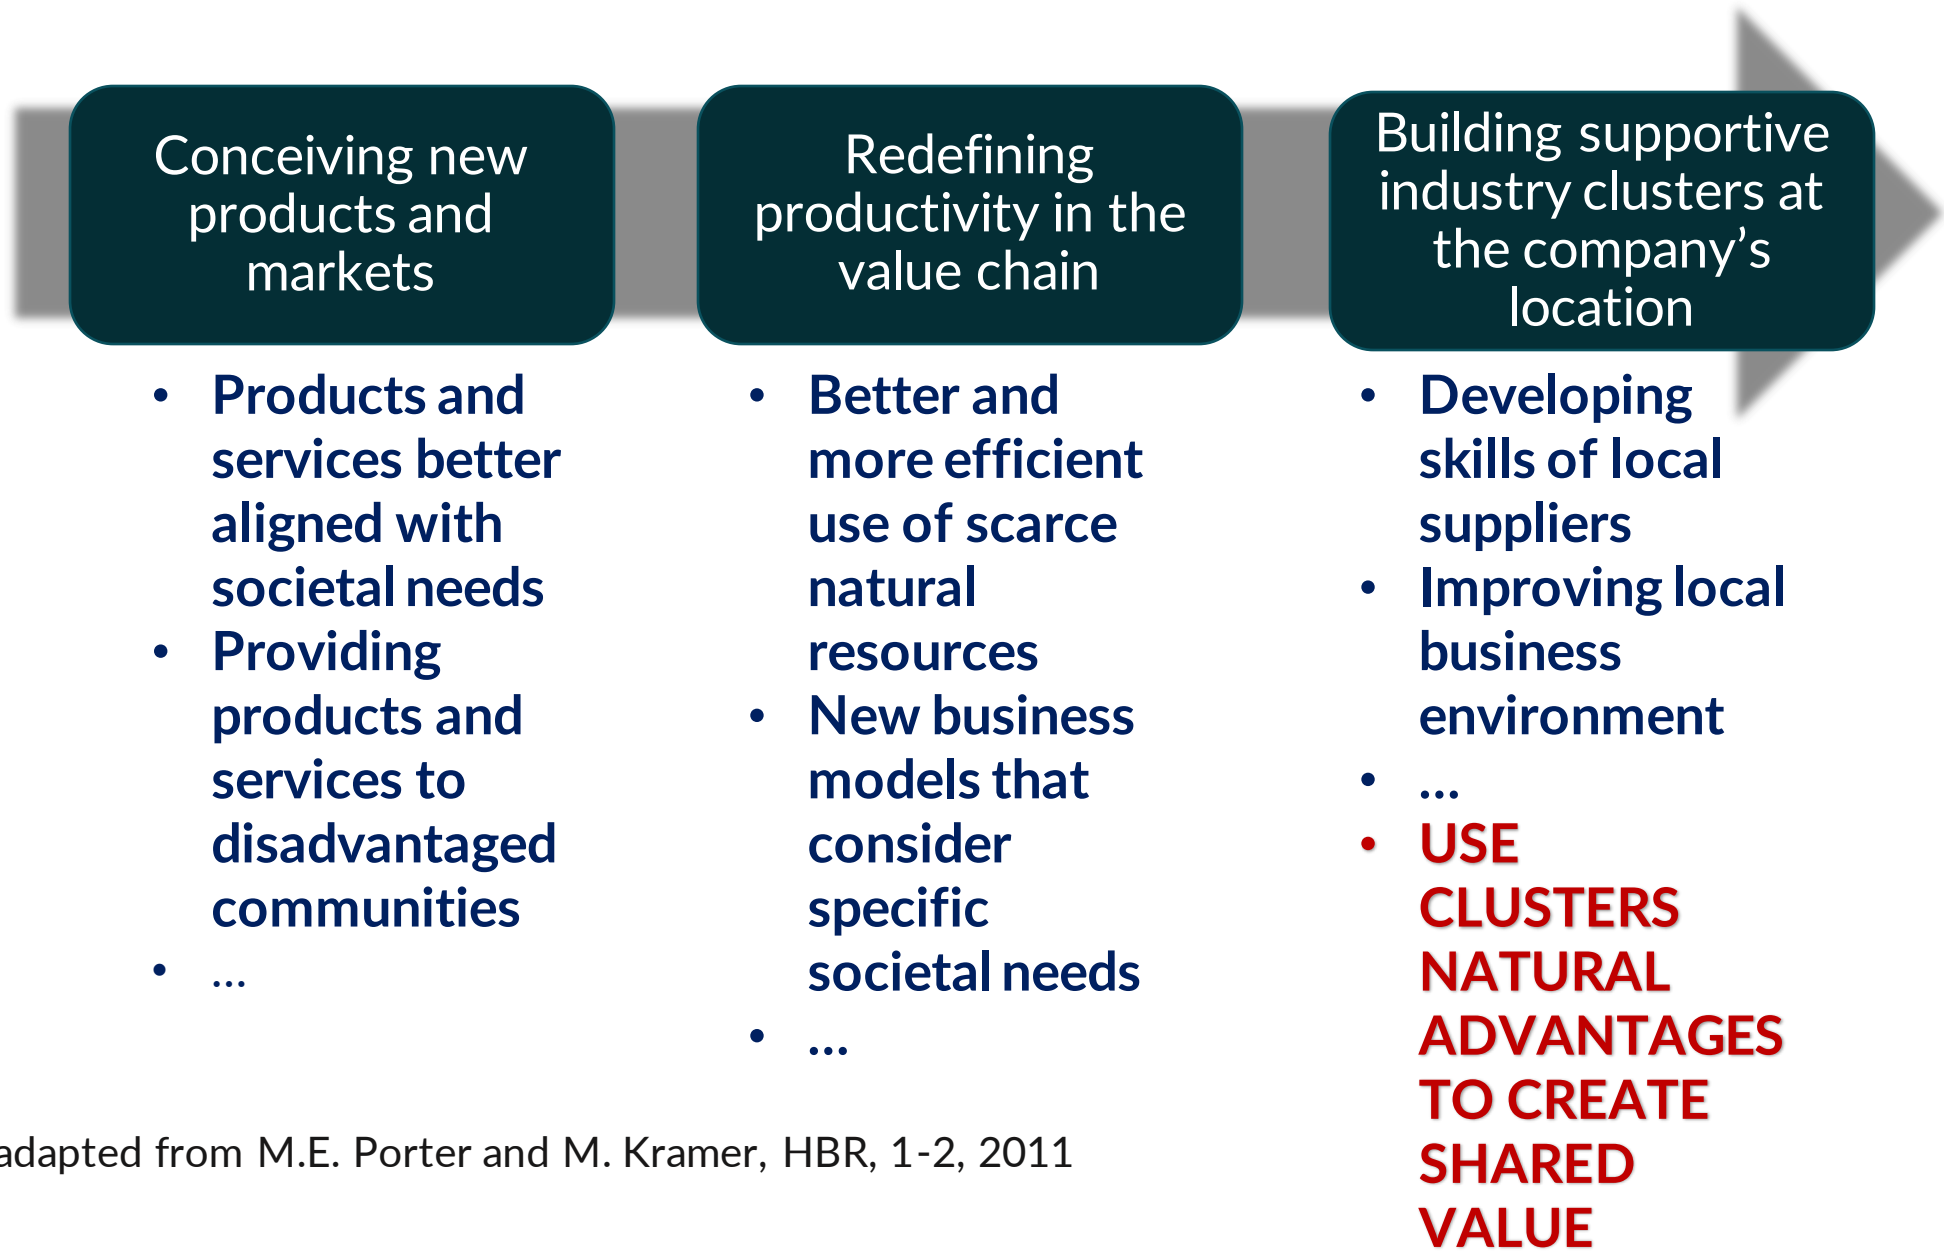 Conceiving new
products and
markets
Redefining
productivity in the
value chain
Building supportive
industry clusters at
the company’s
location
• Products and
services better
aligned with
societal needs
• Providing
products and
services to
disadvantaged
communities
• ...
• Better and
more efficient
use of scarce
natural
resources
• New business
models that
consider
specific
societal needs
• ...
• Developing
skills of local
suppliers
• Improving local
business
environment
• ...
• USE
CLUSTERS
NATURAL
ADVANTAGES
TO CREATE
SHARED
VALUE
adapted from M.E. Porter and M. Kramer, HBR, 1-2, 2011